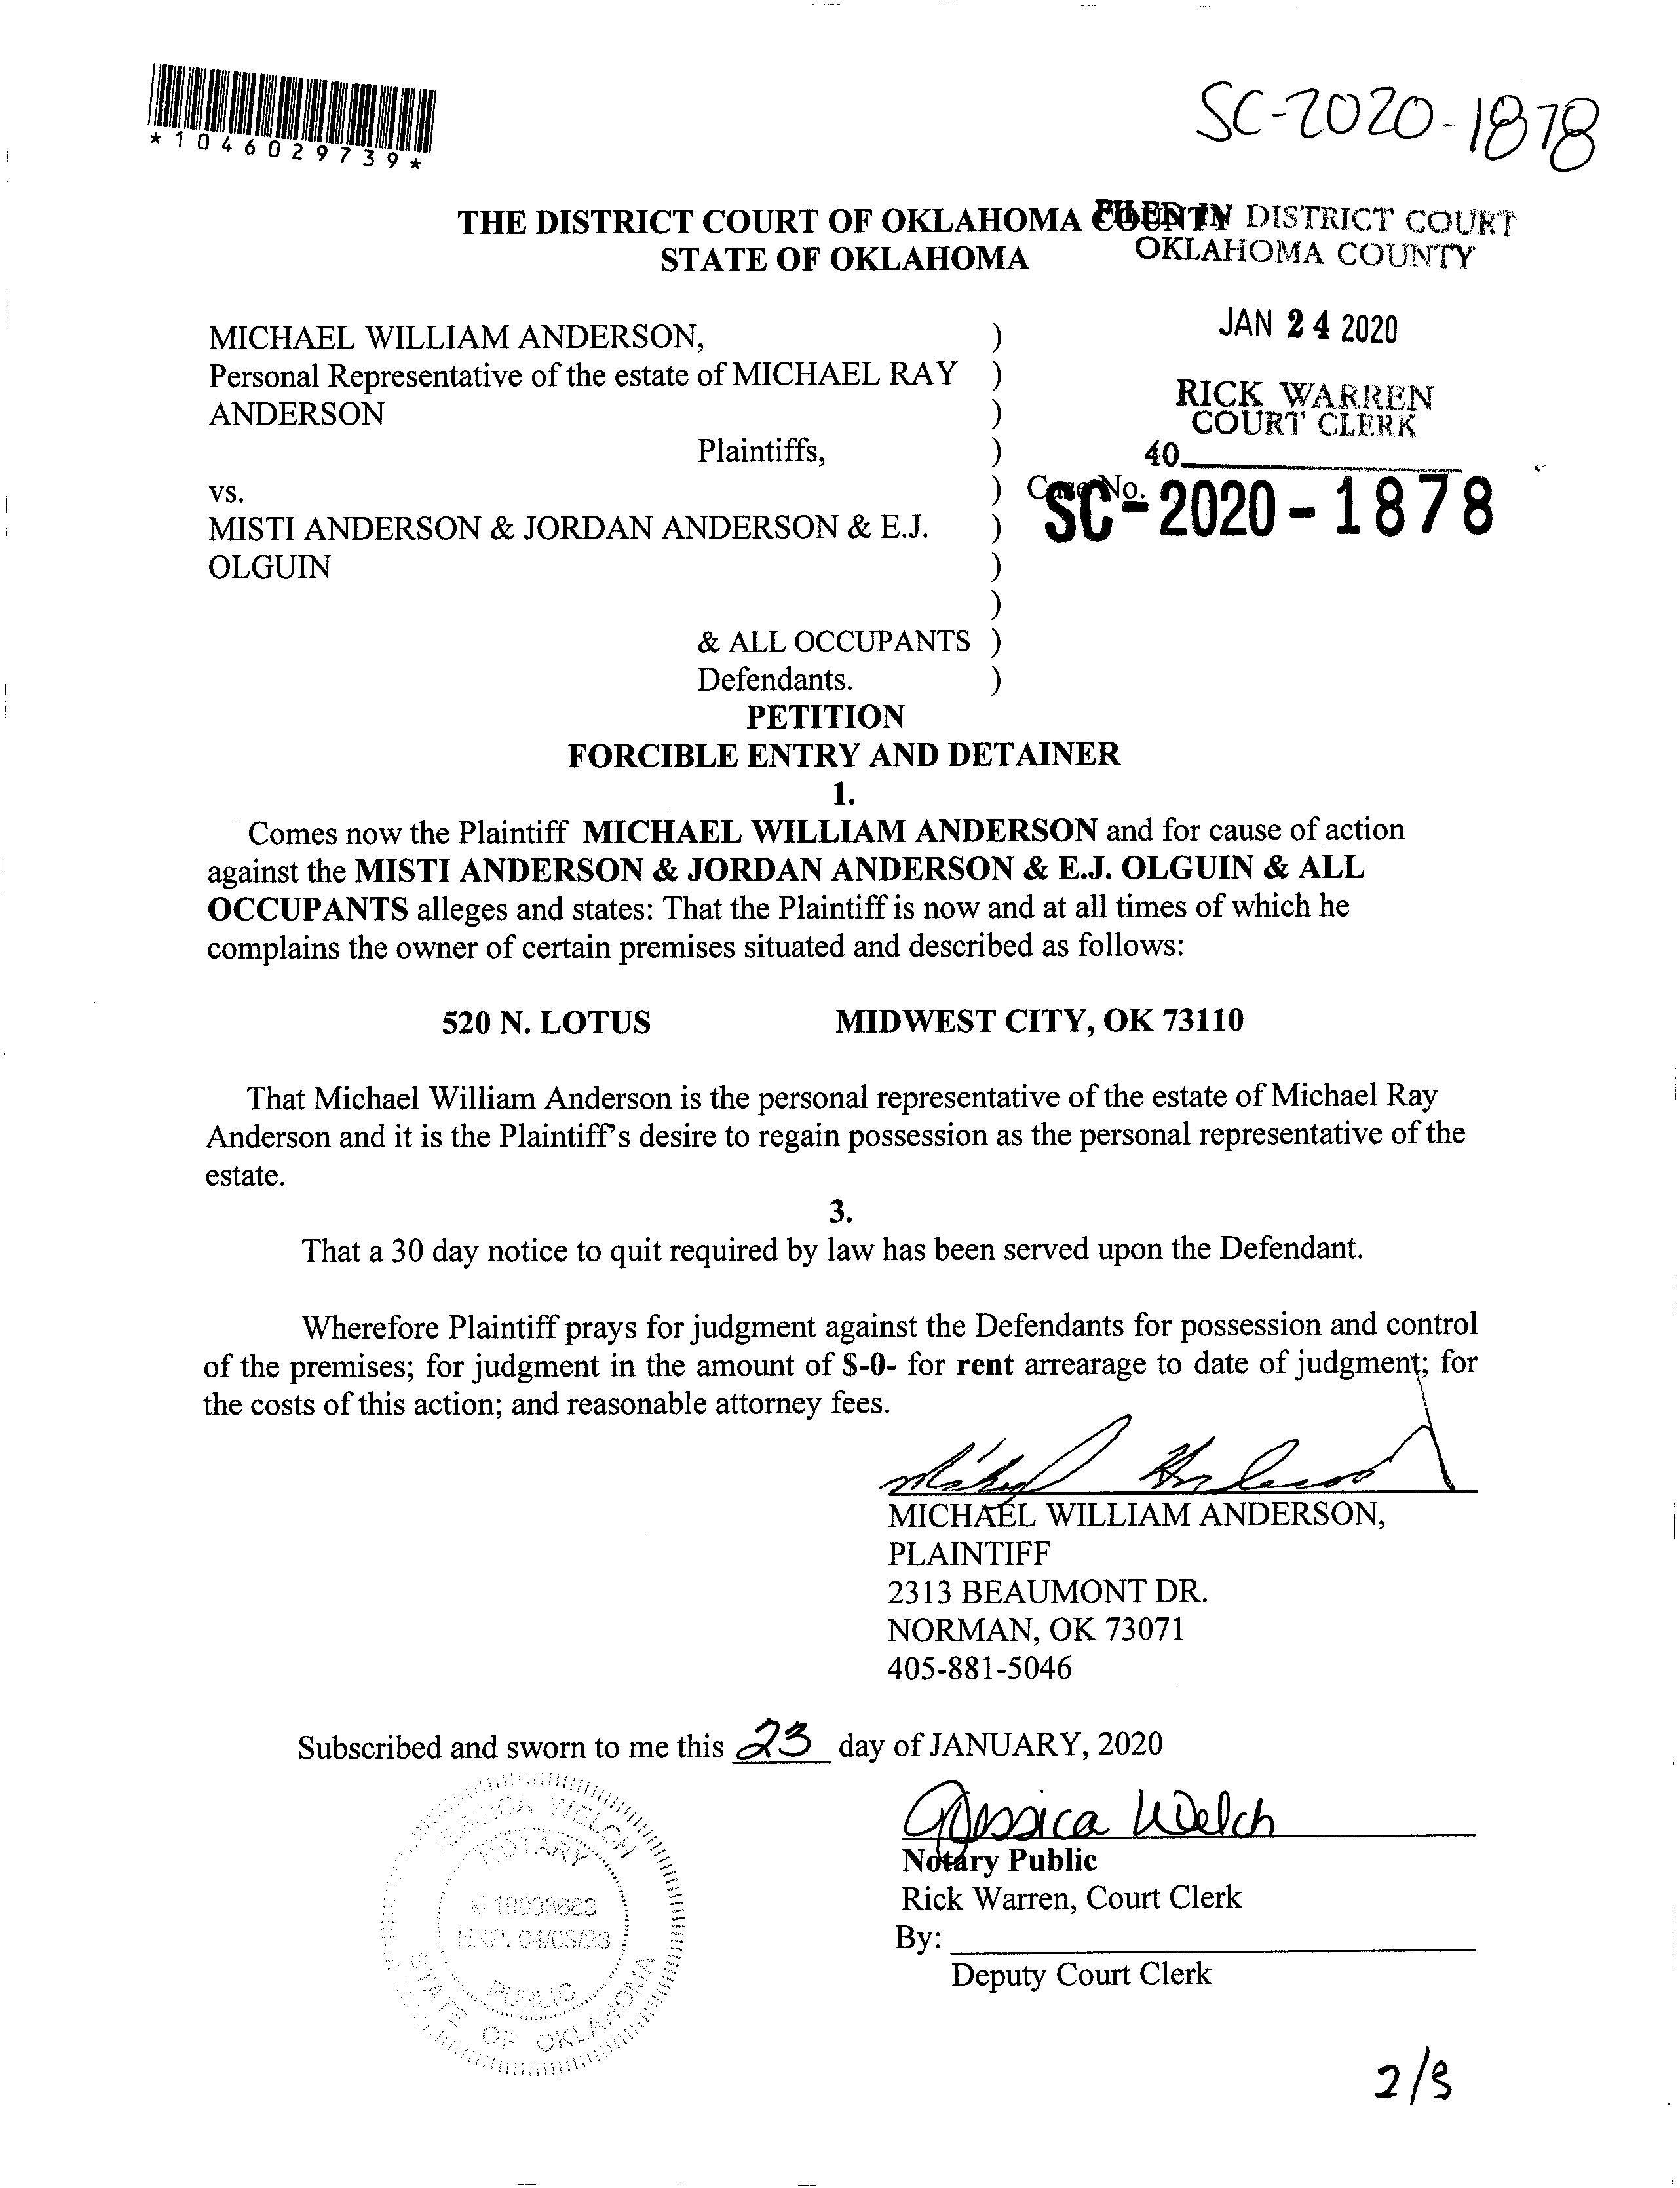 *1046029739*
SC-2020-1878
THE DISTRICT COURT OF OKLAHOMA COUNTY
FILED IN DISTRICT COURT
STATE OF OKLAHOMA
OKLAHOMA COUNTY
JAN 24 2020
RICK WARREN
COURT CLERK
40
Case No.
SC-2020-1878
MICHAEL WILLIAM ANDERSON, )
Personal Representative of the estate of MICHAEL RAY )
ANDERSON )
Plaintiffs, )
vs. )
MISTI ANDERSON & JORDAN ANDERSON & E.J. )
OLGUIN )
)
& ALL OCCUPANTS )
Defendants. )
PETITION
FORCIBLE ENTRY AND DETAINER
1.
Comes now the Plaintiff MICHAEL WILLIAM ANDERSON and for cause of action
against the MISTI ANDERSON & JORDAN ANDERSON & E.J. OLGUIN & ALL
OCCUPANTS alleges and states: That the Plaintiff is now and at all times of which he
complains the owner of certain premises situated and described as follows:
520 N. LOTUS MIDWEST CITY, OK 73110
That Michael William Anderson is the personal representative of the estate of Michael Ray
Anderson and it is the Plaintiff's desire to regain possession as the personal representative of the
estate.
3.
That a 30 day notice to quit required by law has been served upon the Defendant.
Wherefore Plaintiff prays for judgment against the Defendants for possession and control
of the premises; for judgment in the amount of $-0- for rent arrearage to date of judgment; for
the costs of this action; and reasonable attorney fees.
Michael Anderson
MICHAEL WILLIAM ANDERSON,
PLAINTIFF
2313 BEAUMONT DR.
NORMAN, OK 73071
405-881-5046
Subscribed and sworn to me this 23 day of JANUARY, 2020
JESSICA WELCH
NOTARY
# 19003663
EXP. 04/03/23
PUBLIC
STATE OF OKLAHOMA
Jessica Welch
Notary Public
Rick Warren, Court Clerk
By:
Deputy Court Clerk
2/3